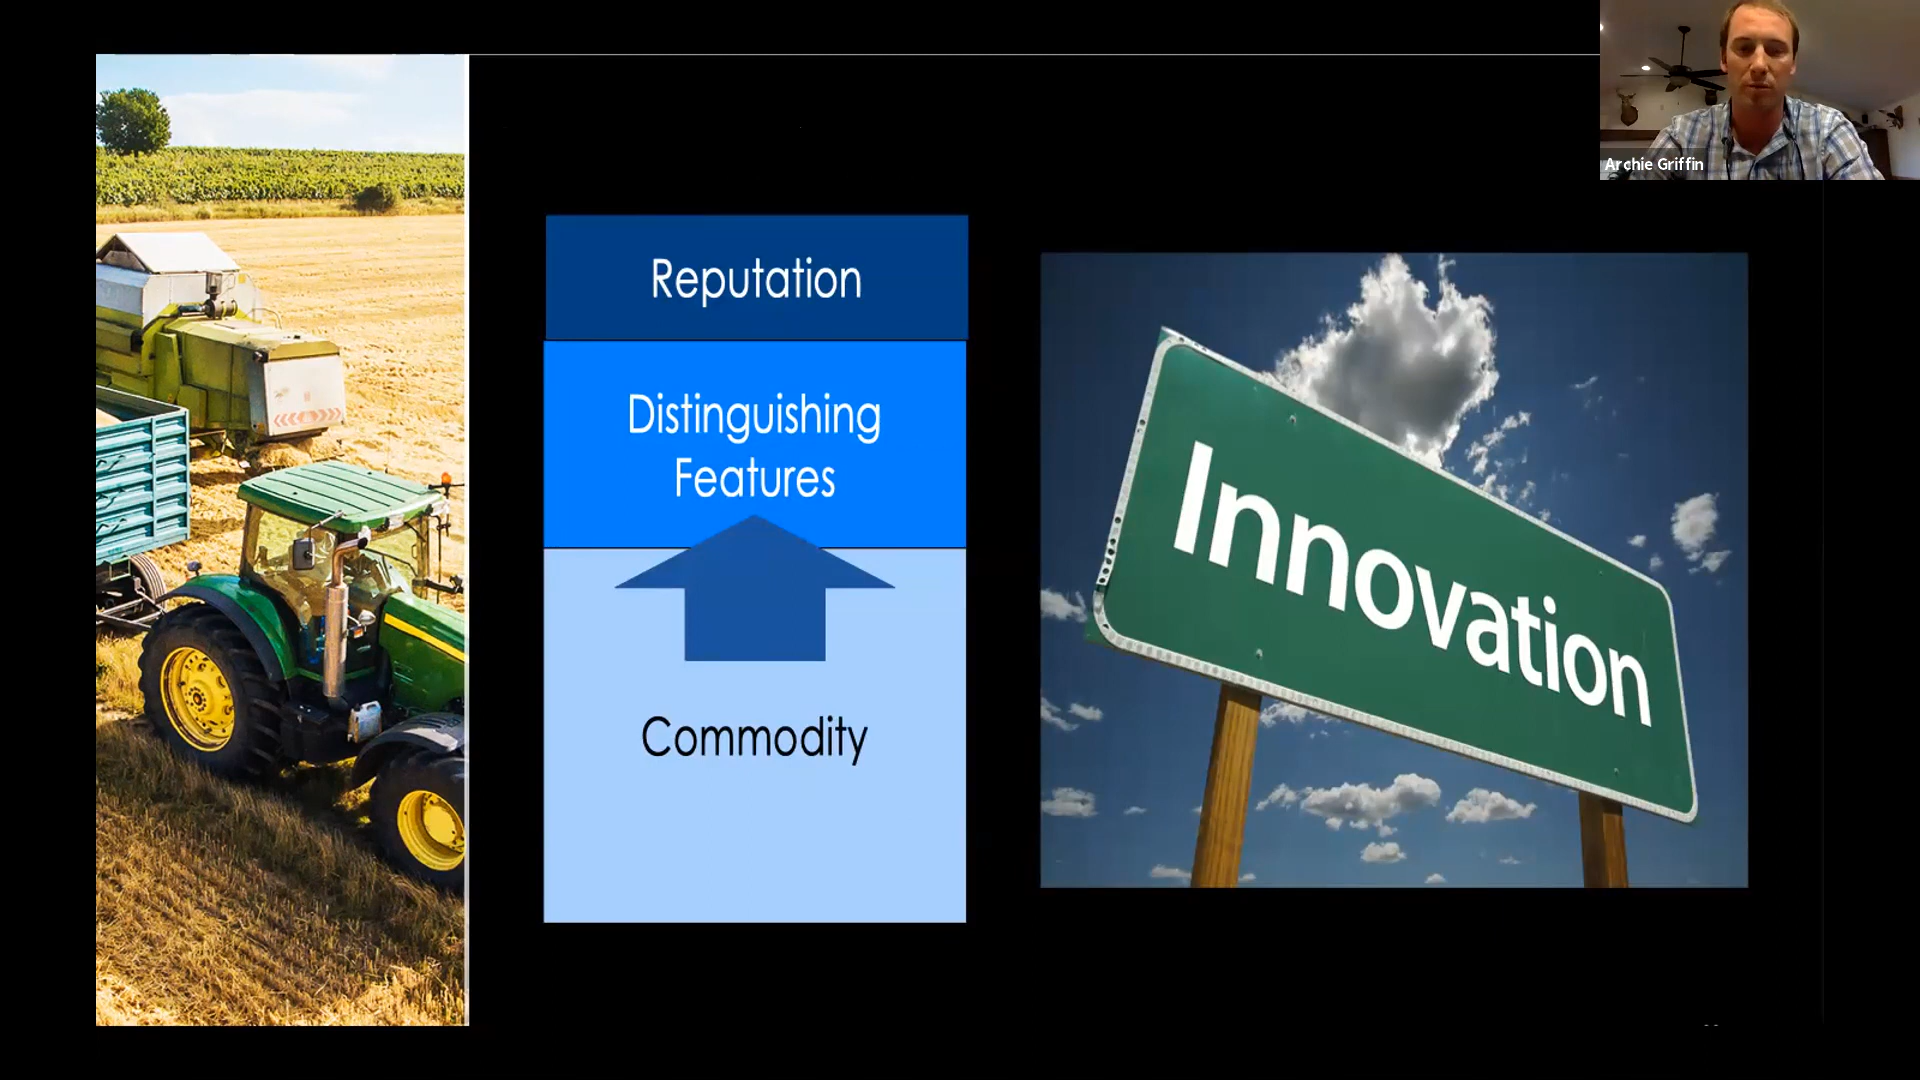 Archie Griffin
Reputation
Distinguishing
Features
Commodity
Innovation